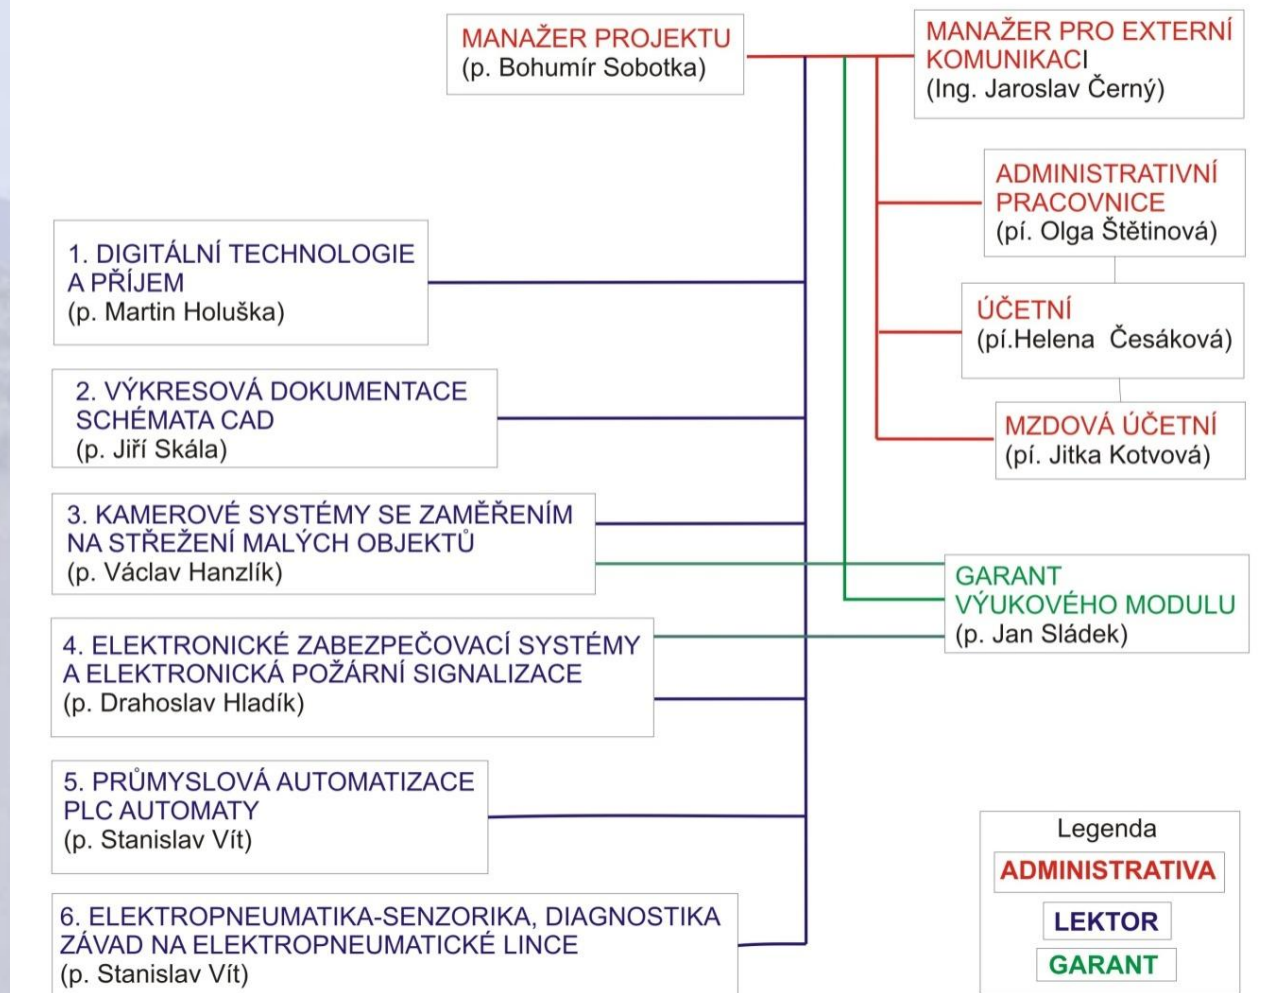 MANAŽER PROJEKTU
(p. Bohumír Sobotka)
MANAŽER PRO EXTERNÍ
KOMUNIKACI
(Ing. Jaroslav Černý)
ADMINISTRATIVNÍ
PRACOVNICE
(pí. Olga Štětinová)
ÚČETNÍ
(pí.Helena Česáková)
MZDOVÁ ÚČETNÍ
(pí. Jitka Kotvová)
1. DIGITÁLNÍ TECHNOLOGIE
A PŘÍJEM
(p. Martin Holuška)
2. VÝKRESOVÁ DOKUMENTACE
SCHÉMATA CAD
(p. Jiří Skála)
3. KAMEROVÉ SYSTÉMY SE ZAMĚŘENÍM
NA STŘEŽENÍ MALÝCH OBJEKTŮ
(p. Václav Hanzlík)
GARANT
VÝUKOVÉHO MODULU
(p. Jan Sládek)
4. ELEKTRONICKÉ ZABEZPEČOVACÍ SYSTÉMY
A ELEKTRONICKÁ POŽÁRNÍ SIGNALIZACE
(p. Drahoslav Hladík)
5. PRŮMYSLOVÁ AUTOMATIZACE
PLC AUTOMATY
(p. Stanislav Vít)
6. ELEKTROPNEUMATIKA-SENZORIKA, DIAGNOSTIKA
ZÁVAD NA ELEKTROPNEUMATICKÉ LINCE
(p. Stanislav Vít)
Legenda
ADMINISTRATIVA
LEKTOR
GARANT